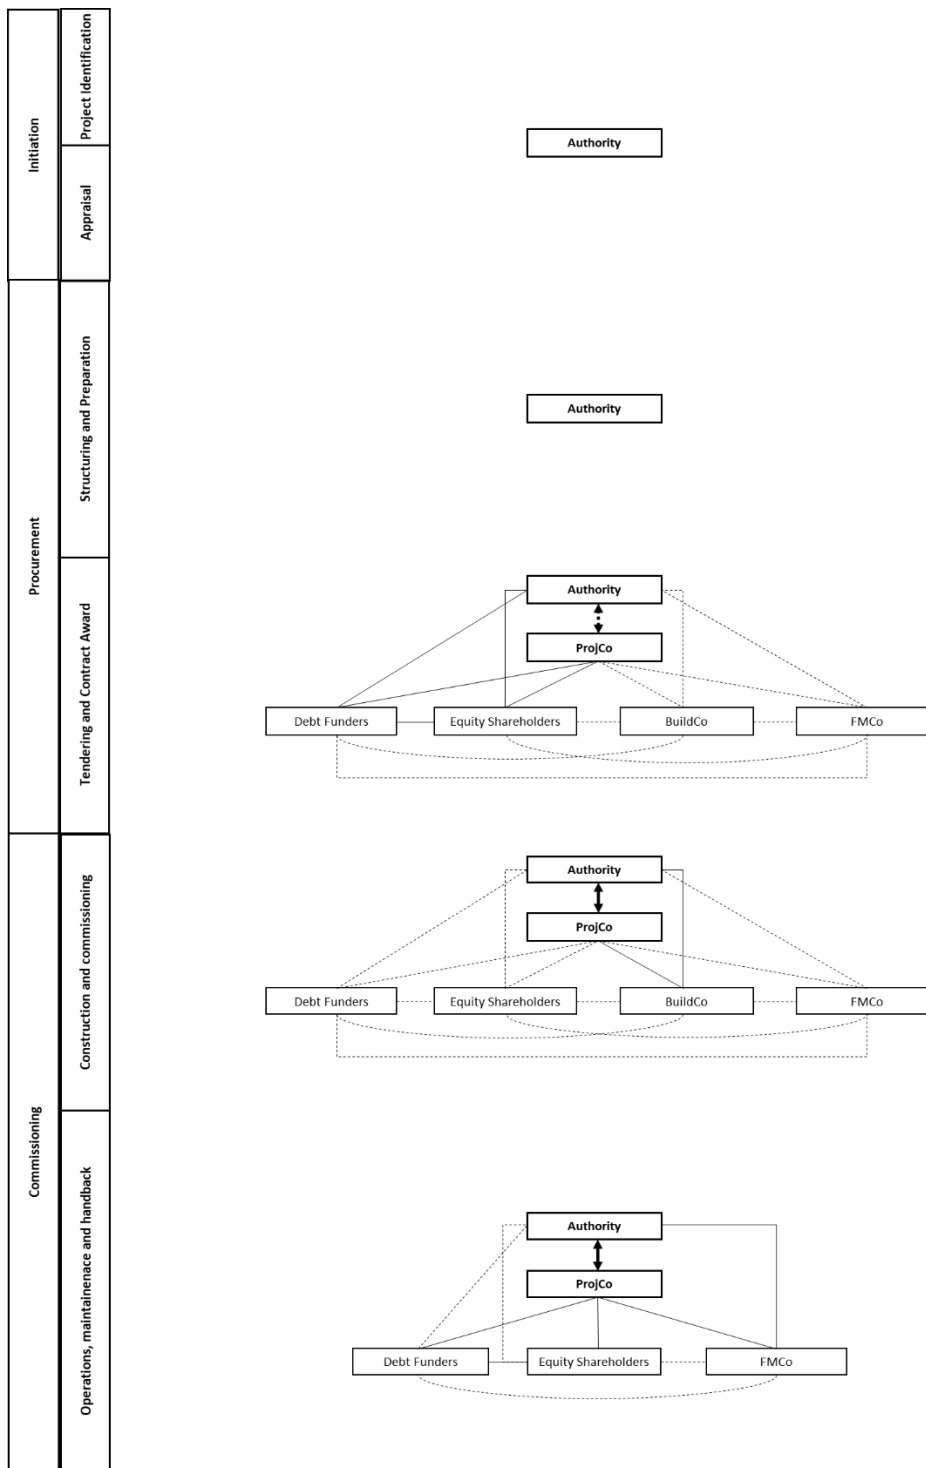 Initiation
Project Identification
Appraisal
Authority
Procurement
Structuring and Preparation
Authority
Tendering and Contract Award
Authority
ProjCo
Debt Funders
Equity Shareholders
BuildCo
FMCo
Commissioning
Construction and commissioning
Authority
ProjCo
Debt Funders
Equity Shareholders
BuildCo
FMCo
Operations, maintainenace and handback
Authority
ProjCo
Debt Funders
Equity Shareholders
FMCo